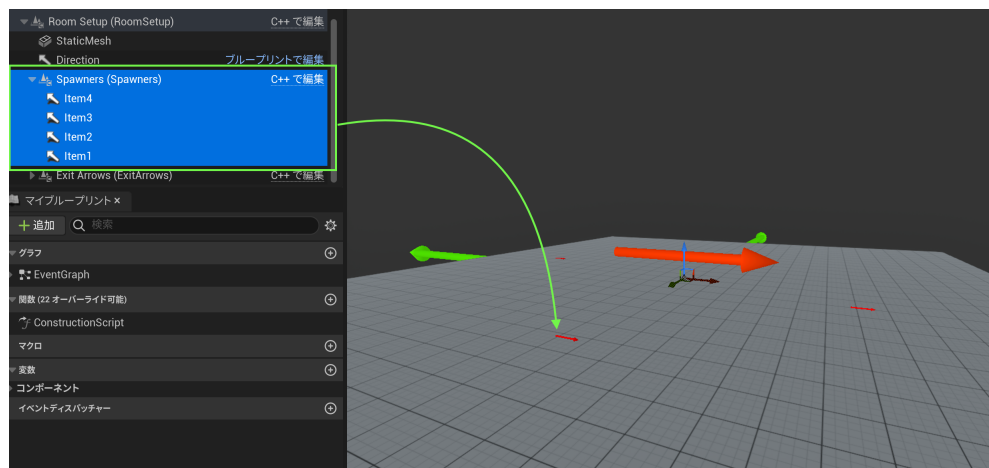 Room Setup (RoomSetup) C++ で編集
StaticMesh
Direction ブループリントで編集
Spawners (Spawners) C++ で編集
Item4
Item3
Item2
Item1
Exit Arrows (ExitArrows) C++ で編集
マイブループリント ×
+ 追加 検索
グラフ
EventGraph
関数 (22 オーバーライド可能)
ConstructionScript
マクロ
変数
コンポーネント
イベントディスパッチャー